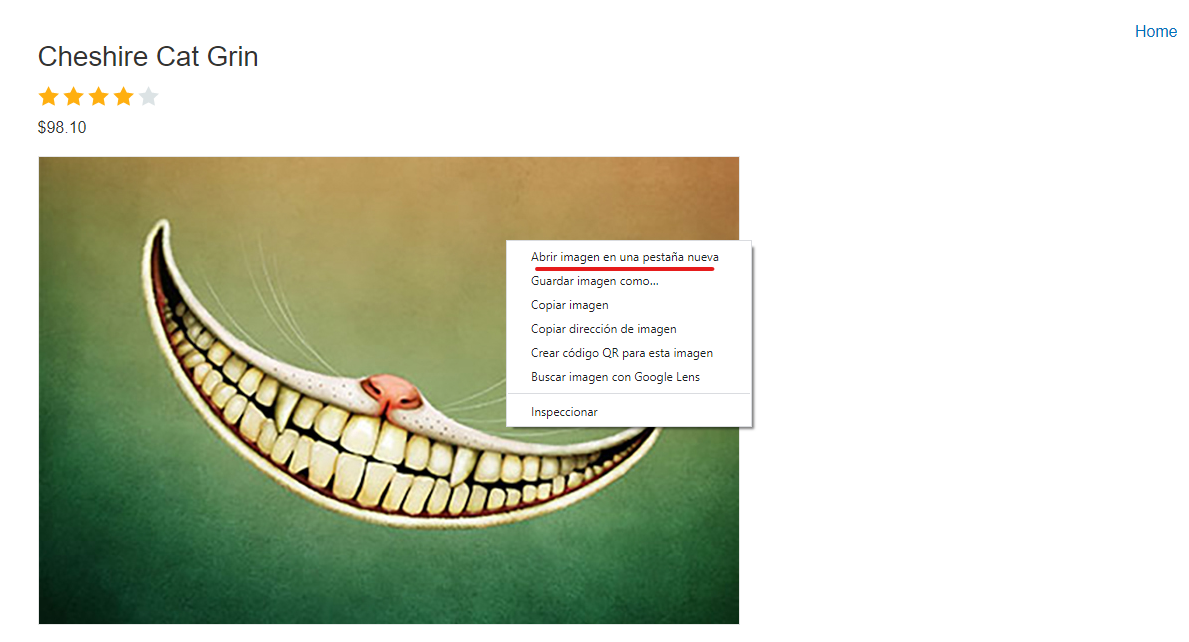 Home
Cheshire Cat Grin
$98.10
Abrir imagen en una pestaña nueva
Guardar imagen como...
Copiar imagen
Copiar dirección de imagen
Crear código QR para esta imagen
Buscar imagen con Google Lens
Inspeccionar